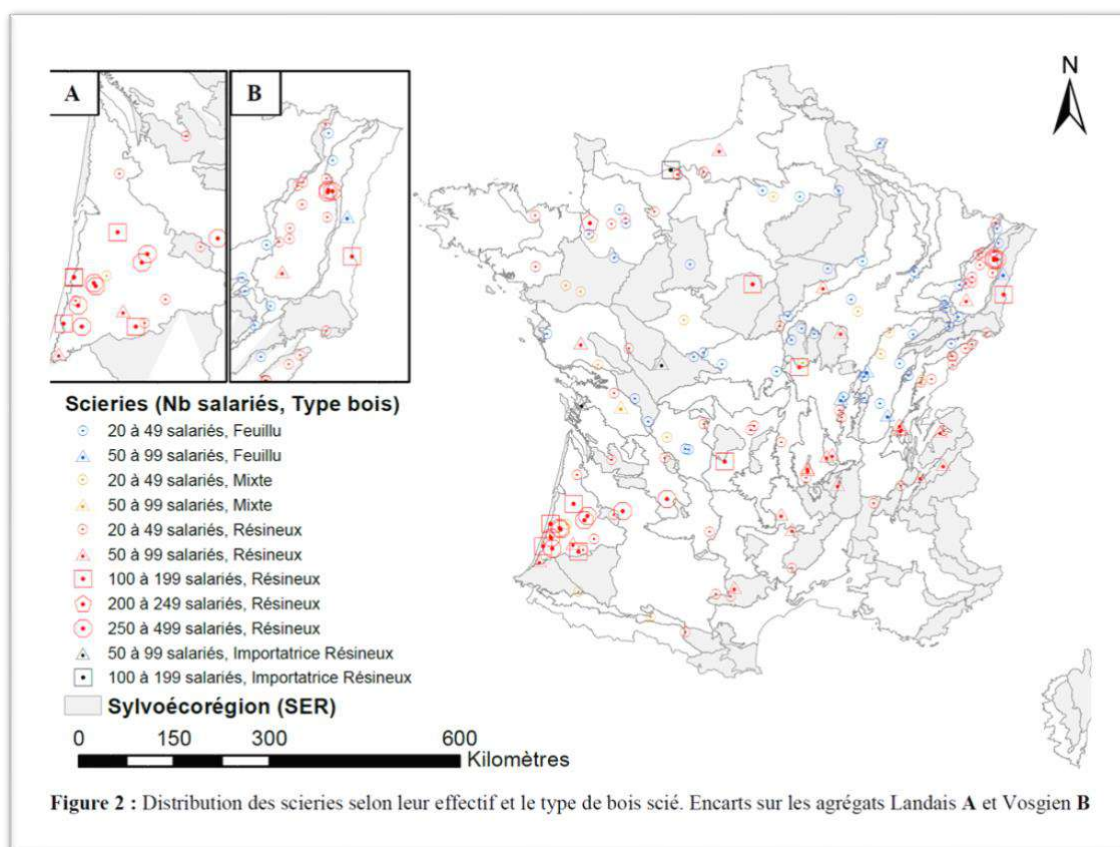 A
B
N
Scieries (Nb salariés, Type bois)
20 à 49 salariés, Feuillu
50 à 99 salariés, Feuillu
20 à 49 salariés, Mixte
50 à 99 salariés, Mixte
20 à 49 salariés, Résineux
50 à 99 salariés, Résineux
100 à 199 salariés, Résineux
200 à 249 salariés, Résineux
250 à 499 salariés, Résineux
50 à 99 salariés, Importatrice Résineux
100 à 199 salariés, Importatrice Résineux
Sylvoécorégion (SER)
0 150 300 600
Kilomètres
Figure 2 : Distribution des scieries selon leur effectif et le type de bois scié. Encarts sur les agrégats Landais A et Vosgien B